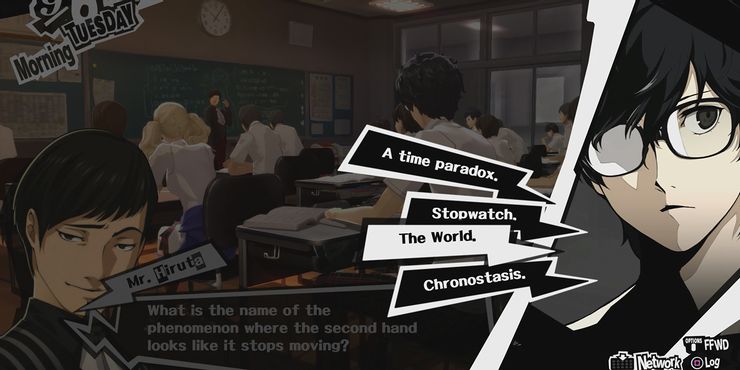 9/6
Morning TUESDAY
A time paradox.
Stopwatch.
The World.
Chronostasis.
Mr. Hiruta
What is the name of the
phenomenon where the second hand
looks like it stops moving?
OPTIONS FFWD
Network Log